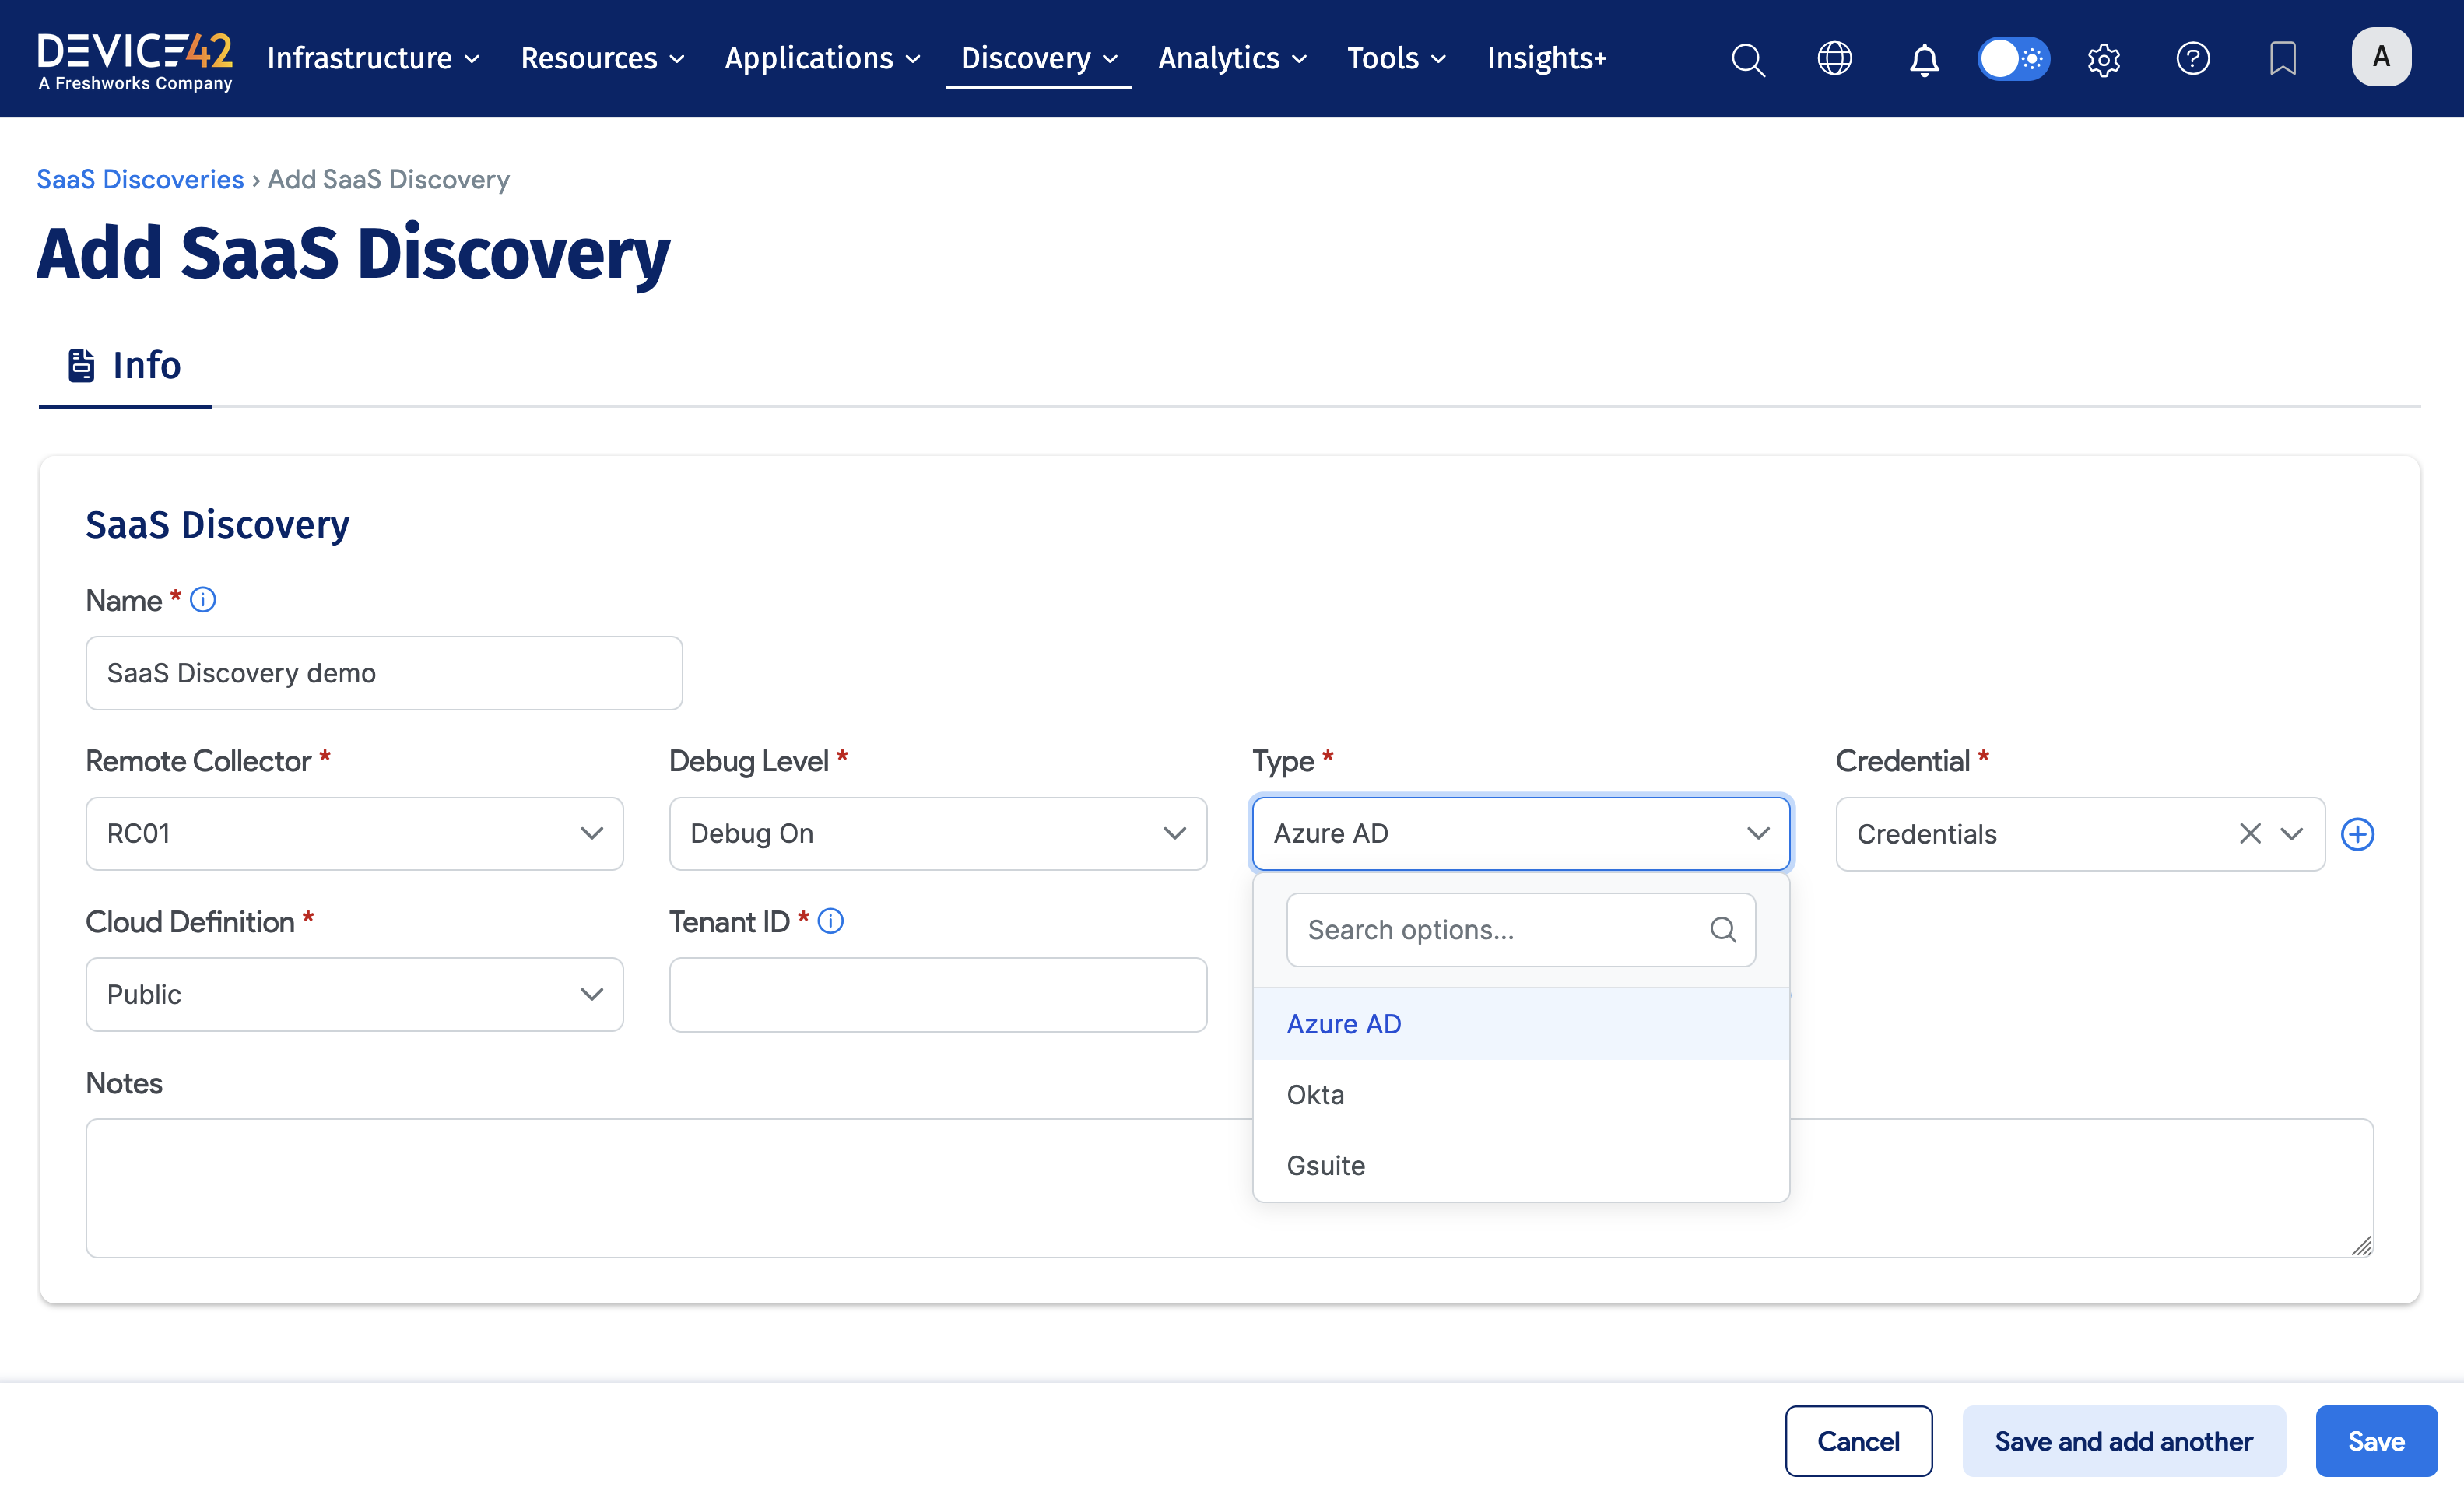 DEVICE42
A Freshworks Company
Infrastructure Resources Applications Discovery Analytics Tools Insights+
A
SaaS Discoveries › Add SaaS Discovery
Add SaaS Discovery
Info
SaaS Discovery
Name *
SaaS Discovery demo
Remote Collector * Debug Level * Type * Credential *
RC01 Debug On Azure AD Credentials
Cloud Definition * Tenant ID *
Search options...
Public
Azure AD
Notes
Okta
Gsuite
Cancel Save and add another Save